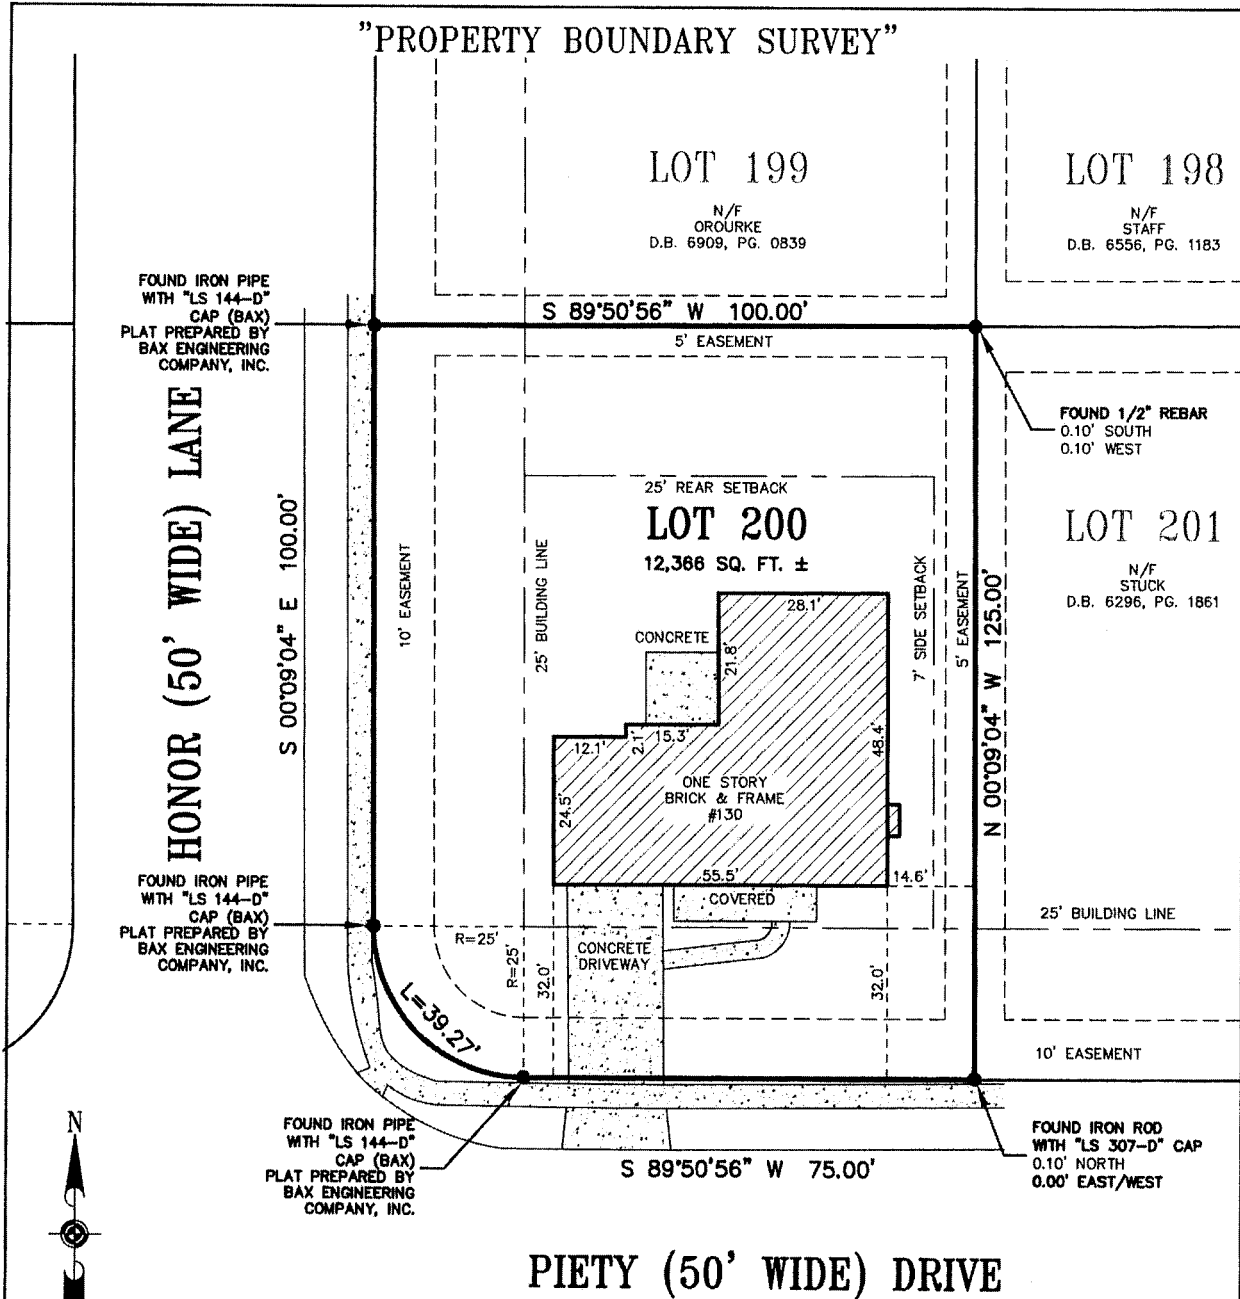 "PROPERTY BOUNDARY SURVEY"
LOT 199
N/F
OROURKE
D.B. 6909, PG. 0839
LOT 198
N/F
STAFF
D.B. 6556, PG. 1183
FOUND IRON PIPE
WITH "LS 144-D"
CAP (BAX)
PLAT PREPARED BY
BAX ENGINEERING
COMPANY, INC.
S 89°50'56" W 100.00'
5' EASEMENT
FOUND 1/2" REBAR
0.10' SOUTH
0.10' WEST
HONOR (50' WIDE) LANE
S 00°09'04" E 100.00'
10' EASEMENT
25' BUILDING LINE
25' REAR SETBACK
LOT 200
12,366 SQ. FT. ±
7' SIDE SETBACK
5' EASEMENT
N 00°09'04" W 125.00'
LOT 201
N/F
STUCK
D.B. 6296, PG. 1861
28.1'
CONCRETE
21.8'
12.1'
2.1'
15.3'
48.4'
24.5'
ONE STORY
BRICK & FRAME
#130
55.5'
14.6'
COVERED
FOUND IRON PIPE
WITH "LS 144-D"
CAP (BAX)
PLAT PREPARED BY
BAX ENGINEERING
COMPANY, INC.
25' BUILDING LINE
R=25'
R=25'
32.0'
CONCRETE
DRIVEWAY
32.0'
L=39.27'
10' EASEMENT
N
FOUND IRON PIPE
WITH "LS 144-D"
CAP (BAX)
PLAT PREPARED BY
BAX ENGINEERING
COMPANY, INC.
S 89°50'56" W 75.00'
FOUND IRON ROD
WITH "LS 307-D" CAP
0.10' NORTH
0.00' EAST/WEST
PIETY (50' WIDE) DRIVE